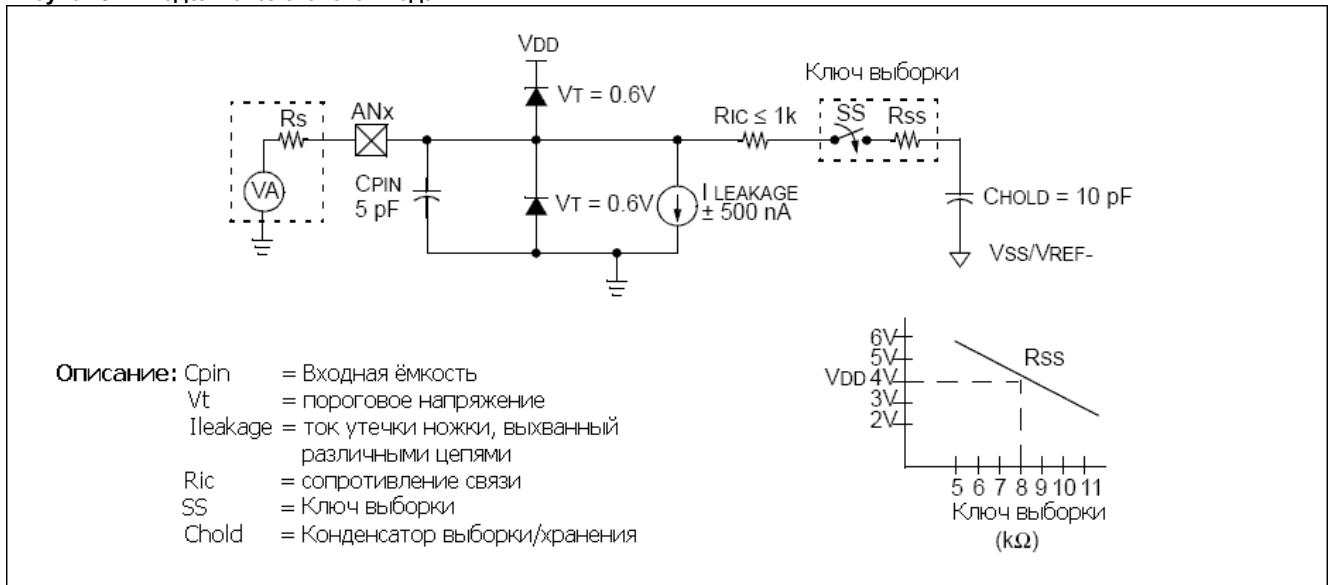 VDD
Ключ выборки
VT = 0.6V
RIC ≤ 1k
SS
RSS
RS
ANx
VA
CPIN
5 pF
VT = 0.6V
I LEAKAGE
± 500 nA
CHOLD = 10 pF
VSS/VREF-
Описание: Cpin = Входная ёмкость
Vt = пороговое напряжение
Ileakage = ток утечки ножки, выхванный
различными цепями
Ric = сопротивление связи
SS = Ключ выборки
Chold = Конденсатор выборки/хранения
6V
5V
VDD 4V
3V
2V
RSS
5 6 7 8 9 10 11
Ключ выборки
(kΩ)